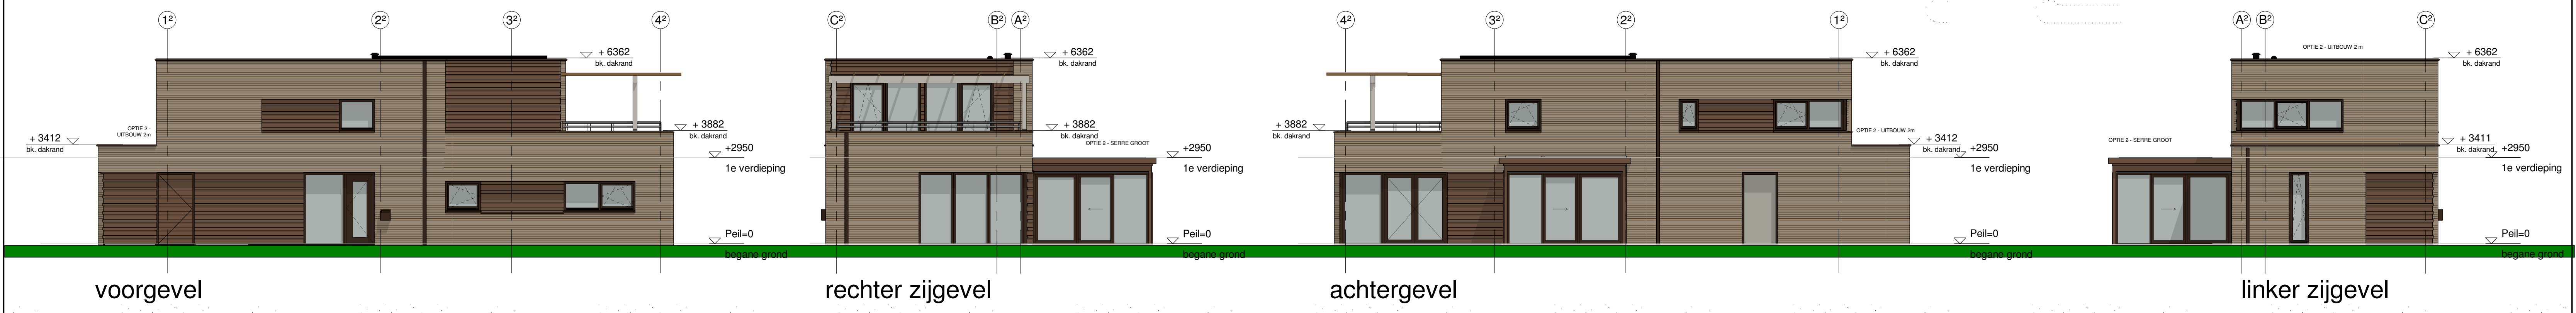 1²
2²
3²
4²
+ 6362
bk. dakrand
OPTIE 2 -
UITBOUW 2m
+ 3412
bk. dakrand
+ 3882
bk. dakrand
+2950
1e verdieping
Peil=0
begane grond
voorgevel
C²
B²
A²
+ 6362
bk. dakrand
+ 3882
bk. dakrand
OPTIE 2 - SERRE GROOT
+2950
1e verdieping
Peil=0
begane grond
rechter zijgevel
4²
3²
2²
1²
+ 6362
bk. dakrand
+ 3882
bk. dakrand
OPTIE 2 - UITBOUW 2m
+ 3412
bk. dakrand
+2950
1e verdieping
Peil=0
begane grond
achtergevel
A²
B²
C²
OPTIE 2 - UITBOUW 2 m
+ 6362
bk. dakrand
OPTIE 2 - SERRE GROOT
+ 3411
bk. dakrand
+2950
1e verdieping
Peil=0
begane grond
linker zijgevel